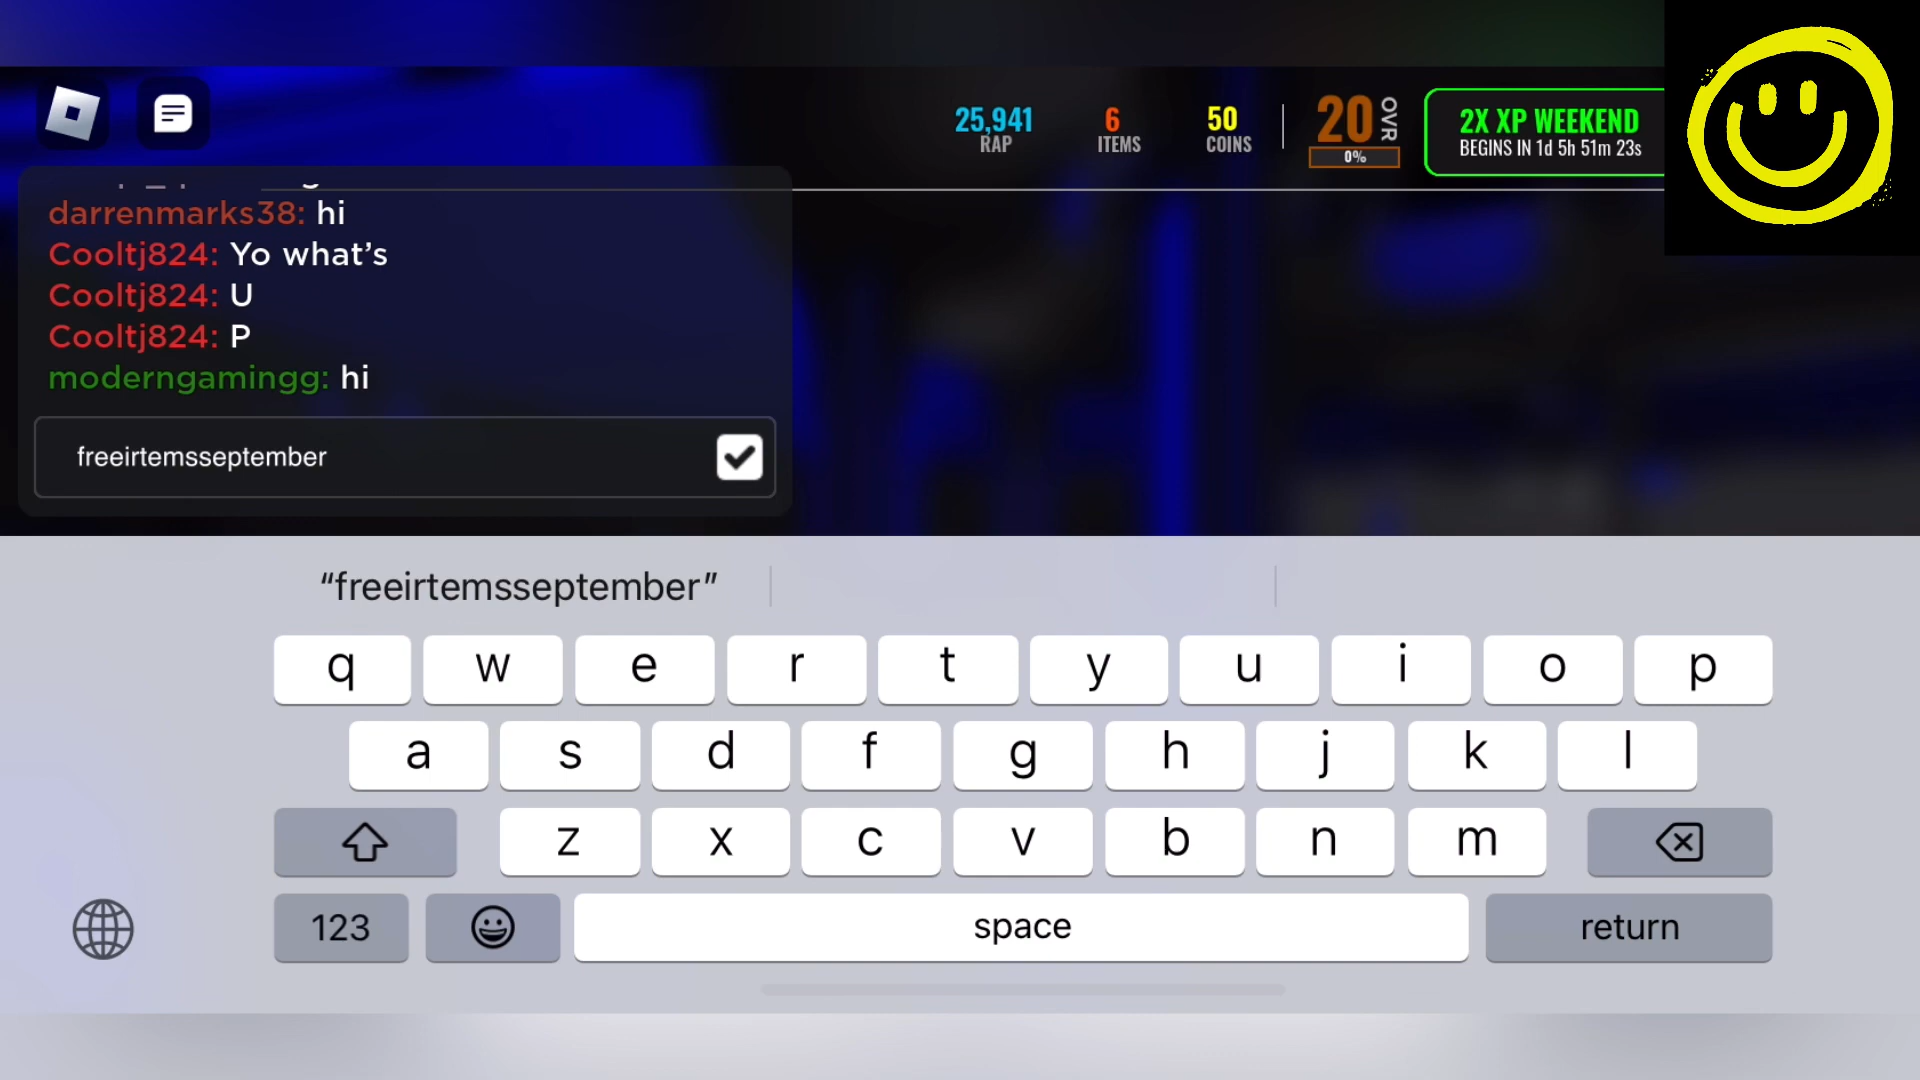 25,941
RAP
6
ITEMS
50
COINS
20
OVR
0%
2X XP WEEKEND
BEGINS IN 1d 5h 51m 23s
darrenmarks38: hi
Cooltj824: Yo what’s
Cooltj824: U
Cooltj824: P
moderngamingg: hi
freeirtemsseptember
“freeirtemsseptember”
q w e r t y u i o p
a s d f g h j k l
z x c v b n m
123 space return